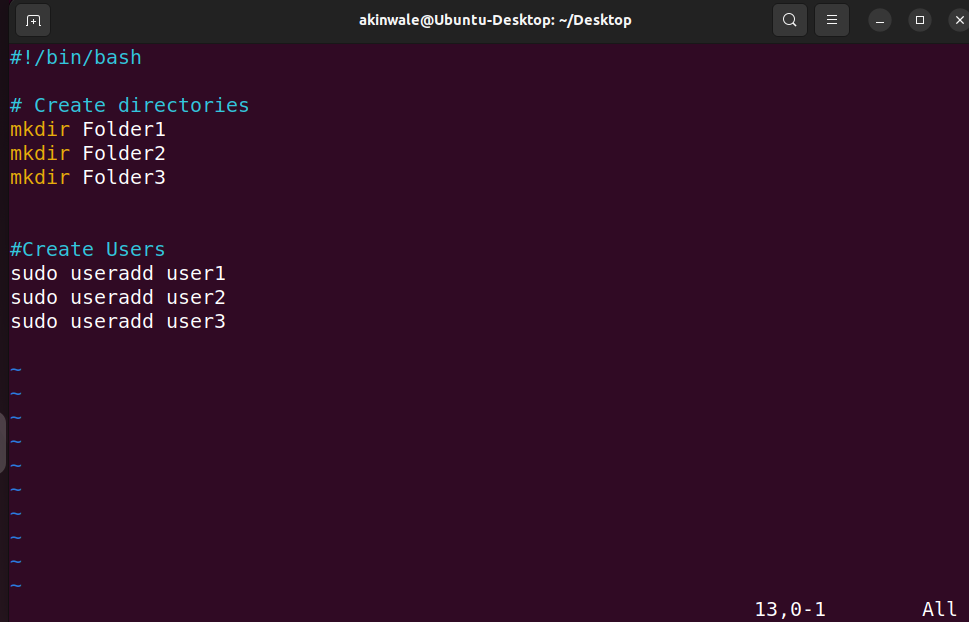 akinwale@Ubuntu-Desktop: ~/Desktop
#!/bin/bash
# Create directories
mkdir Folder1
mkdir Folder2
mkdir Folder3
#Create Users
sudo useradd user1
sudo useradd user2
sudo useradd user3
~
~
~
~
~
~
~
~
~
~
13,0-1 All